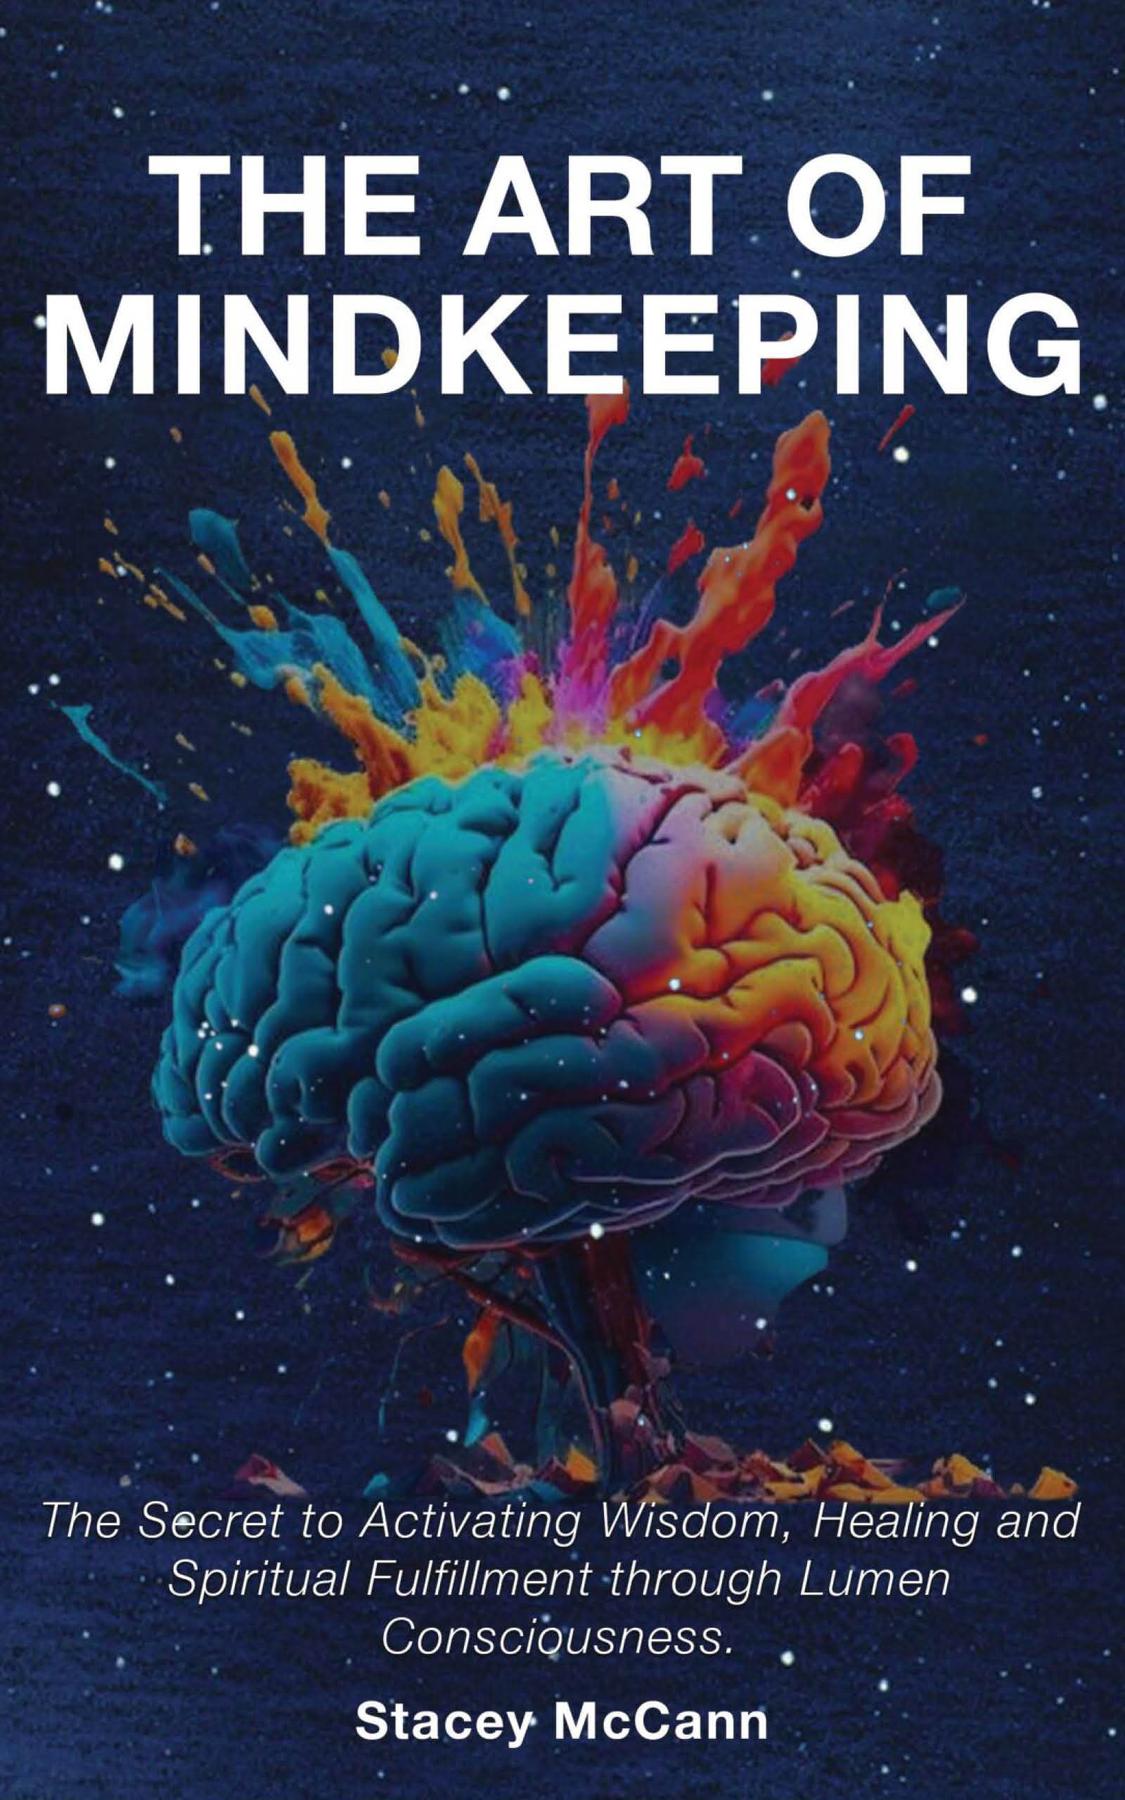 THE ART OF
MINDKEEPING
The Secret to Activating Wisdom, Healing and
Spiritual Fulfillment through Lumen
Consciousness.
Stacey McCann